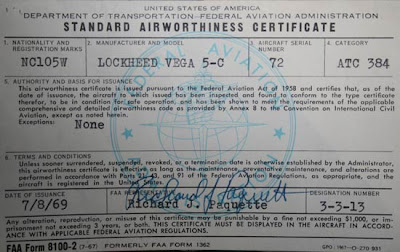 UNITED STATES OF AMERICA
DEPARTMENT OF TRANSPORTATION-FEDERAL AVIATION ADMINISTRATION
STANDARD AIRWORTHINESS CERTIFICATE
1. NATIONALITY AND REGISTRATION MARKS
NC105W
2. MANUFACTURER AND MODEL
LOCKHEED VEGA 5-C
3. AIRCRAFT SERIAL NUMBER
72
4. CATEGORY
ATC 384
5. AUTHORITY AND BASIS FOR ISSUANCE
This airworthiness certificate is issued pursuant to the Federal Aviation Act of 1958 and certifies that, as of
the date of issuance, the aircraft to which issued has been inspected and found to conform to the type certificate
therefor, to be in condition for safe operation, and has been shown to meet the requirements of the applicable
comprehensive and detailed airworthiness code as provided by Annex 8 to the Convention on International Civil
Aviation, except as noted herein.
Exceptions:
None
6. TERMS AND CONDITIONS
Unless sooner surrendered, suspended, revoked, or a termination date is otherwise established by the Administrator,
this airworthiness certificate is effective as long as the maintenance, preventative maintenance, and alterations are
performed in accordance with Parts 21, 43, and 91 of the Federal Aviation Regulations, as appropriate, and the
aircraft is registered in the United States.
DATE OF ISSUANCE
7/8/69
Richard J. Paquette
Richard J. Paquette
3-3-13
Any alteration, reproduction, or misuse of this certificate may be punishable by a fine not exceeding $1,000, or im-
prisonment not exceeding 3 years, or both. THIS CERTIFICATE MUST BE DISPLAYED IN THE AIRCRAFT IN ACCORD-
ANCE WITH APPLICABLE FEDERAL AVIATION REGULATIONS.
FAA Form 8100-2 (7-67) FORMERLY FAA FORM 1362
FEDERAL AVIATION